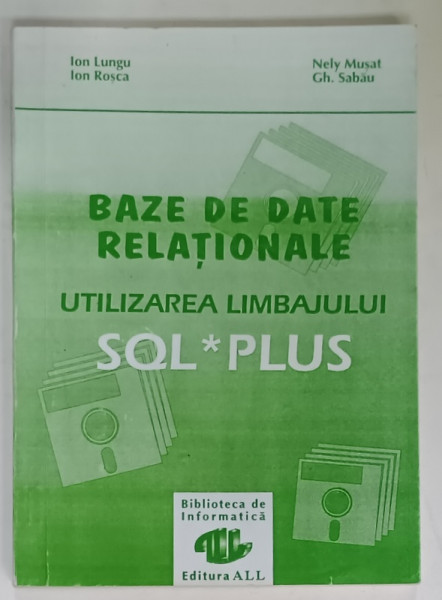 Ion Lungu
Ion Roșca
Nely Mușat
Gh. Sabău
BAZE DE DATE
RELAȚIONALE
UTILIZAREA LIMBAJULUI
SQL*PLUS
Biblioteca de
Informatică
ALL
Editura ALL